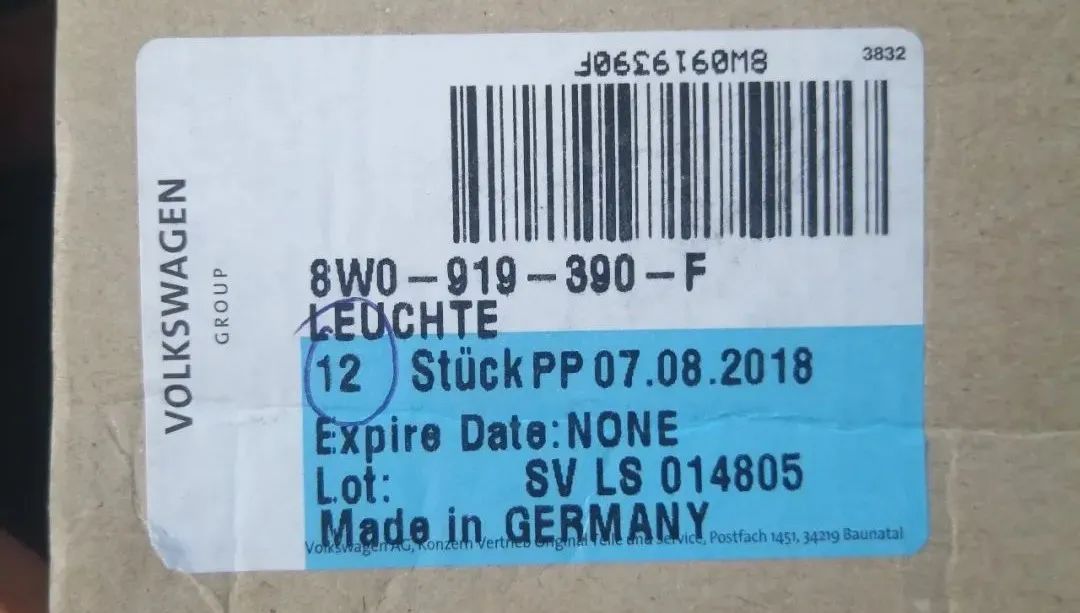 8W0919390F
3832
VOLKSWAGEN
GROUP
8W0-919-390-F
LEUCHTE
12 Stück PP 07.08.2018
Expire Date:NONE
Lot: SV LS 014805
Made in GERMANY
Volkswagen AG, Konzern Vertrieb Original Teile und Service, Postfach 1451, 34219 Baunatal